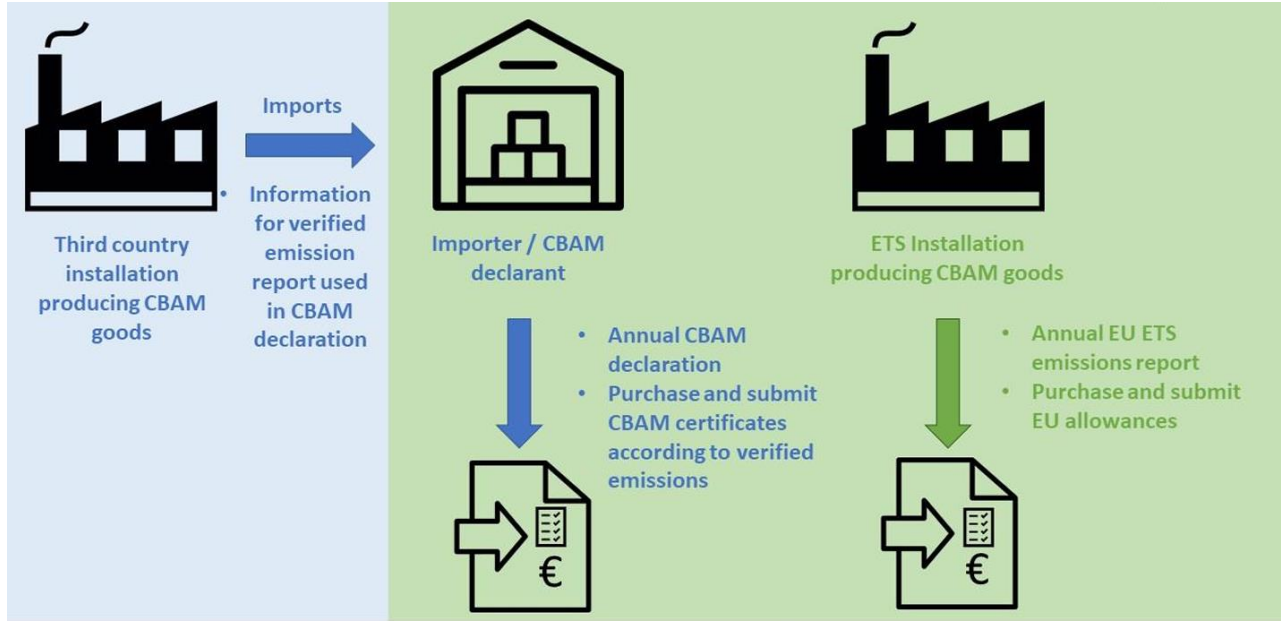 Imports
• Information
for verified
emission
report used
in CBAM
declaration
Third country
installation
producing CBAM
goods
Importer / CBAM
declarant
• Annual CBAM
declaration
• Purchase and submit
CBAM certificates
according to verified
emissions
€
ETS Installation
producing CBAM goods
• Annual EU ETS
emissions report
• Purchase and submit
EU allowances
€